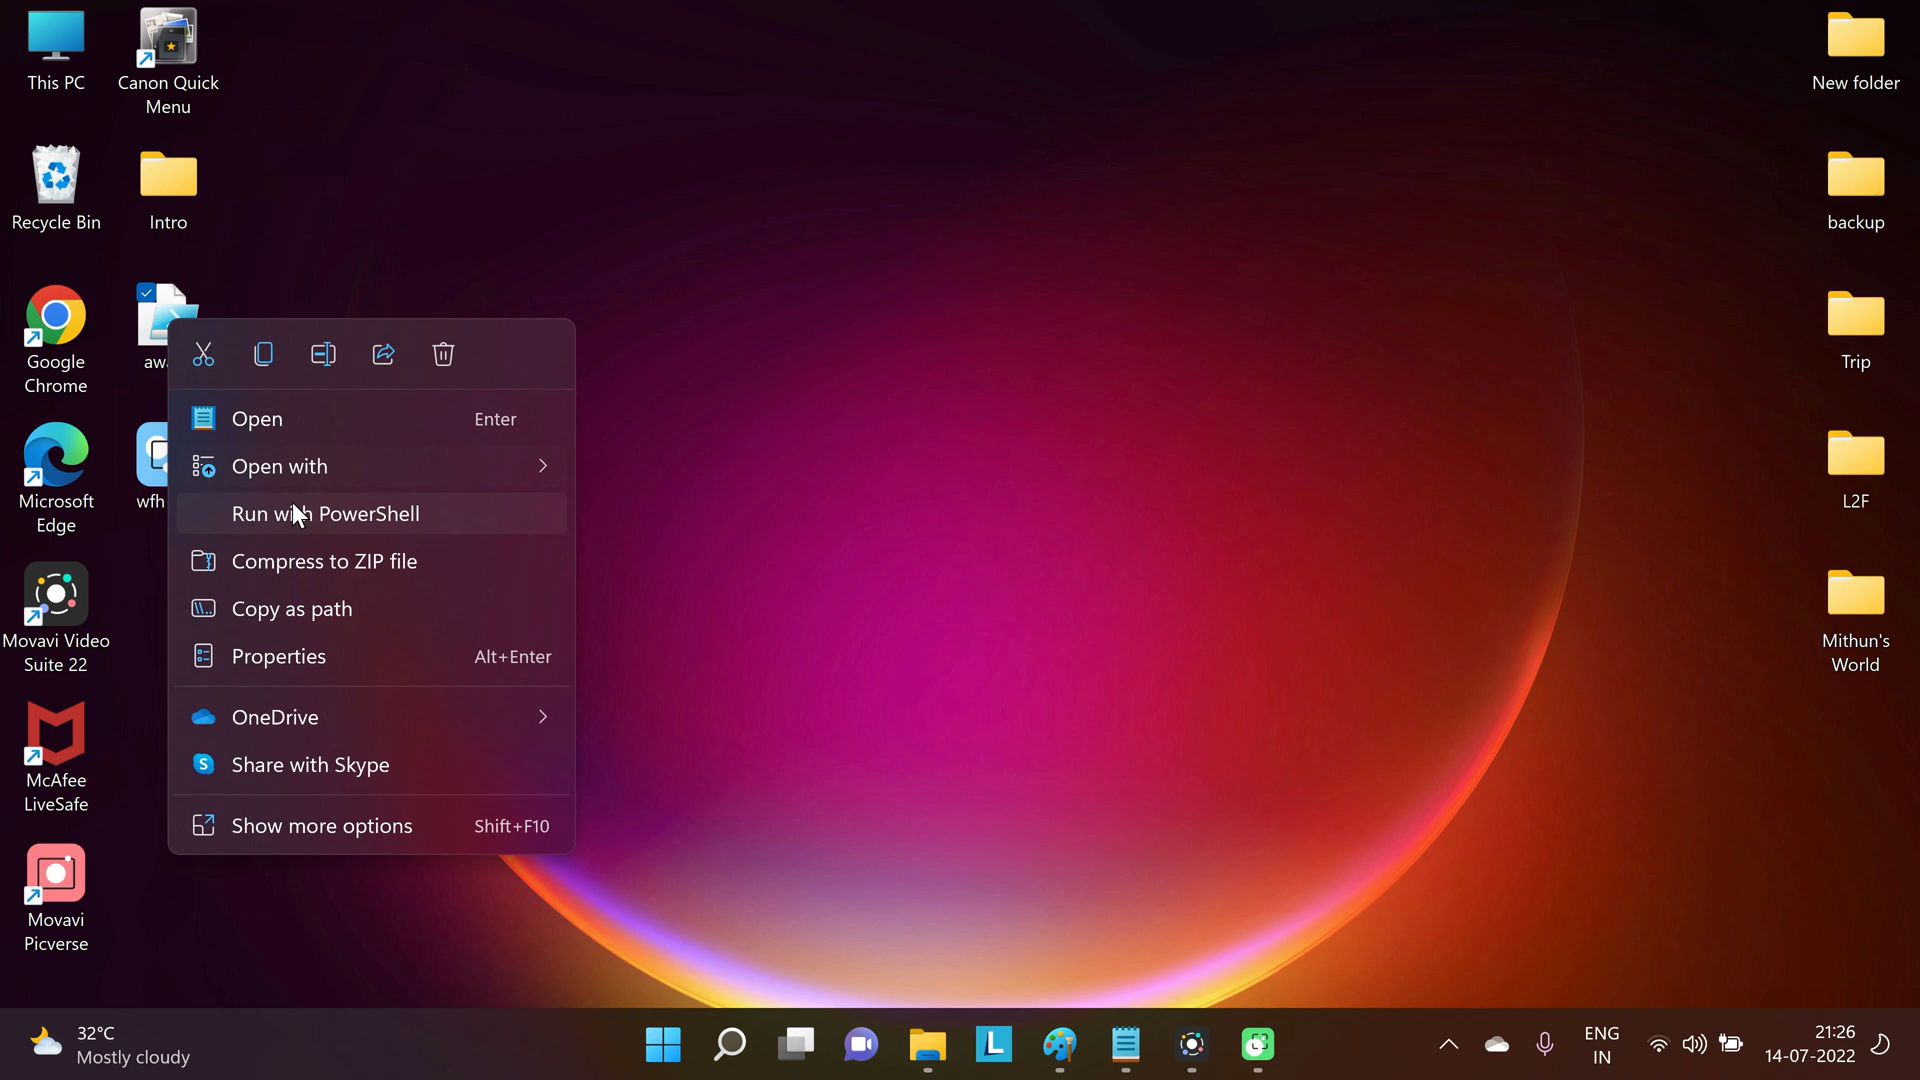 This PC
Canon Quick
Menu
Recycle Bin
Intro
Google
Chrome
Microsoft
Edge
wfh
Movavi Video
Suite 22
McAfee
LiveSafe
Movavi
Picverse
Open
Enter
Open with
Run with PowerShell
Compress to ZIP file
Copy as path
Properties
Alt+Enter
OneDrive
S
Share with Skype
Show more options
Shift+F10
New folder
backup
Trip
L2F
Mithun's
World
32°C
Mostly cloudy
L
ENG
IN
21:26
14-07-2022